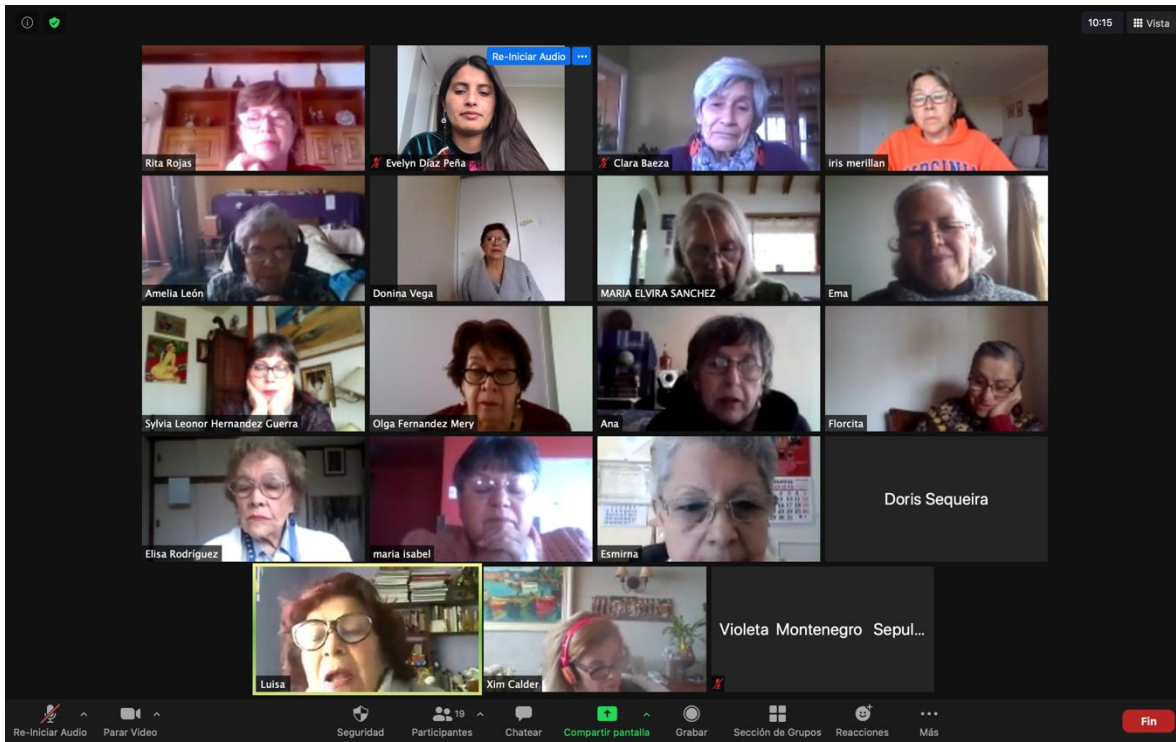 10:15
Vista
Re-Iniciar Audio
Rita Rojas
Evelyn Díaz Peña
Clara Baeza
iris merillan
Amelia León
Donina Vega
MARIA ELVIRA SANCHEZ
Ema
Sylvia Leonor Hernandez Guerra
Olga Fernandez Mery
Ana
Florcita
Elisa Rodríguez
maria isabel
Esmirna
Doris Sequeira
Luisa
Xim Calder
Violeta Montenegro Sepul...
Re-Iniciar Audio
Parar Video
Seguridad
19
Participantes
Chatear
Compartir pantalla
Grabar
Sección de Grupos
Reacciones
Más
Fin